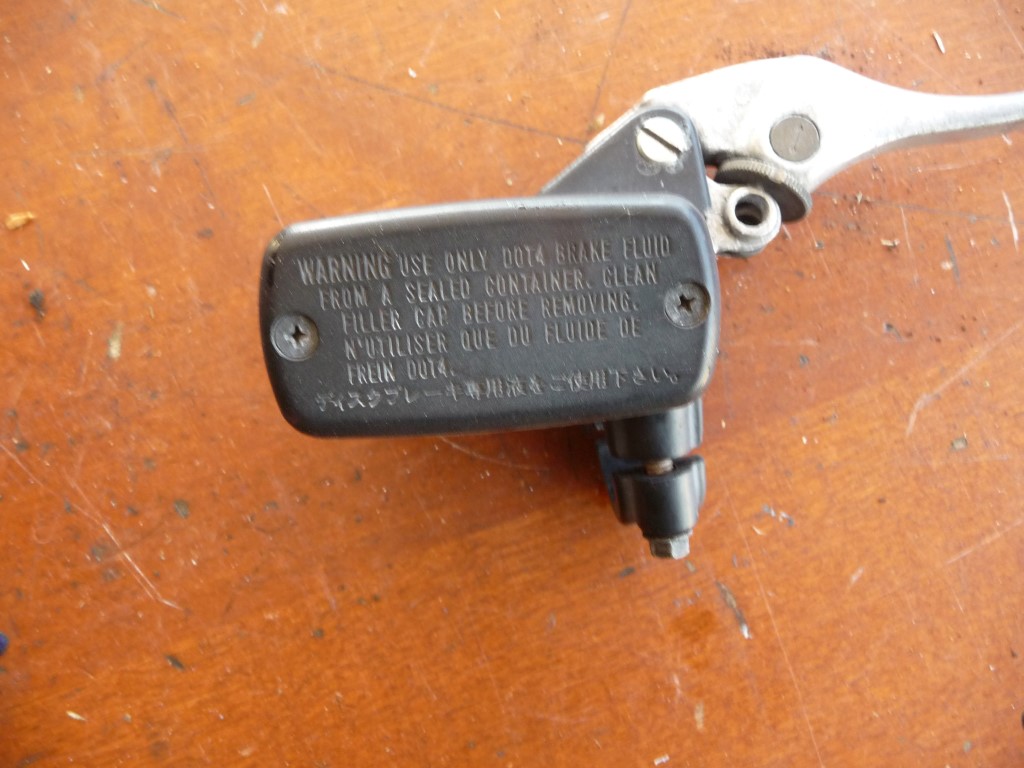 WARNING USE ONLY DOT4 BRAKE FLUID
FROM A SEALED CONTAINER. CLEAN
FILLER CAP BEFORE REMOVING.
N'UTILISER QUE DU FLUIDE DE
FREIN DOT4.
ディスクブレーキ専用液をご使用下さい。